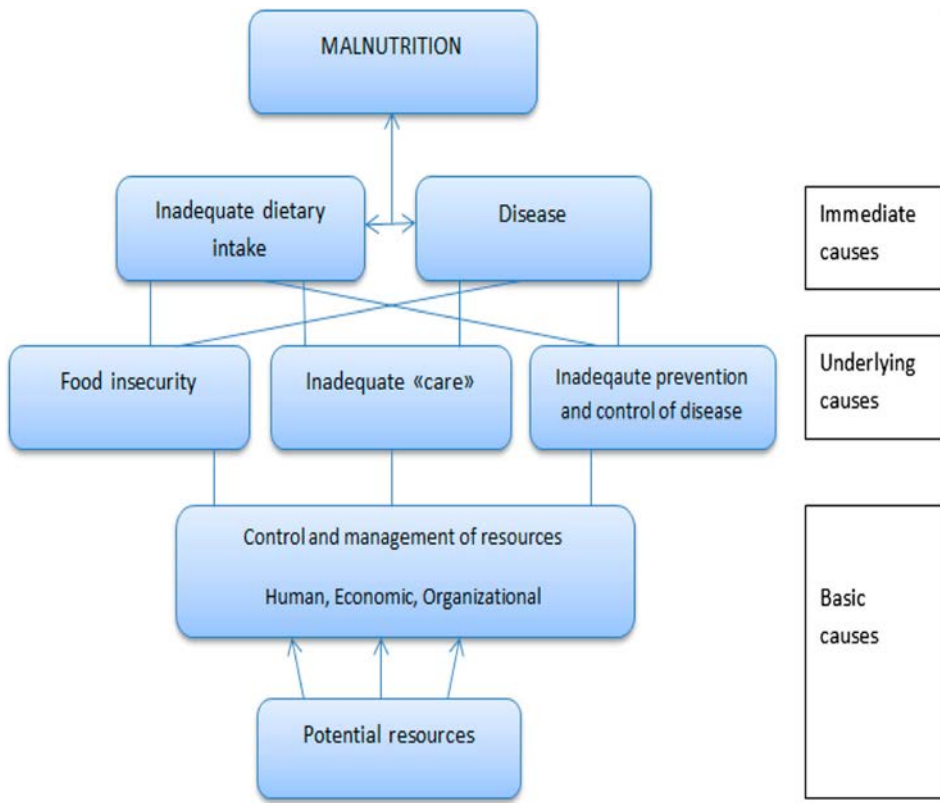 MALNUTRITION
Inadequate dietary
intake
Disease
Immediate
causes
Food insecurity
Inadequate «care»
Inadeqaute prevention
and control of disease
Underlying
causes
Control and management of resources
Human, Economic, Organizational
Basic
causes
Potential resources